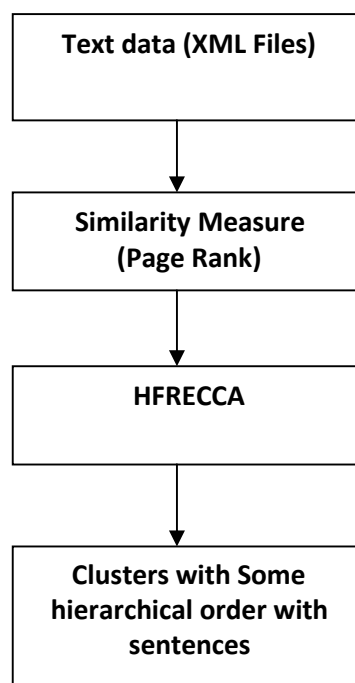 Text data (XML Files)
Similarity Measure
(Page Rank)
HFRECCA
Clusters with Some
hierarchical order with
sentences